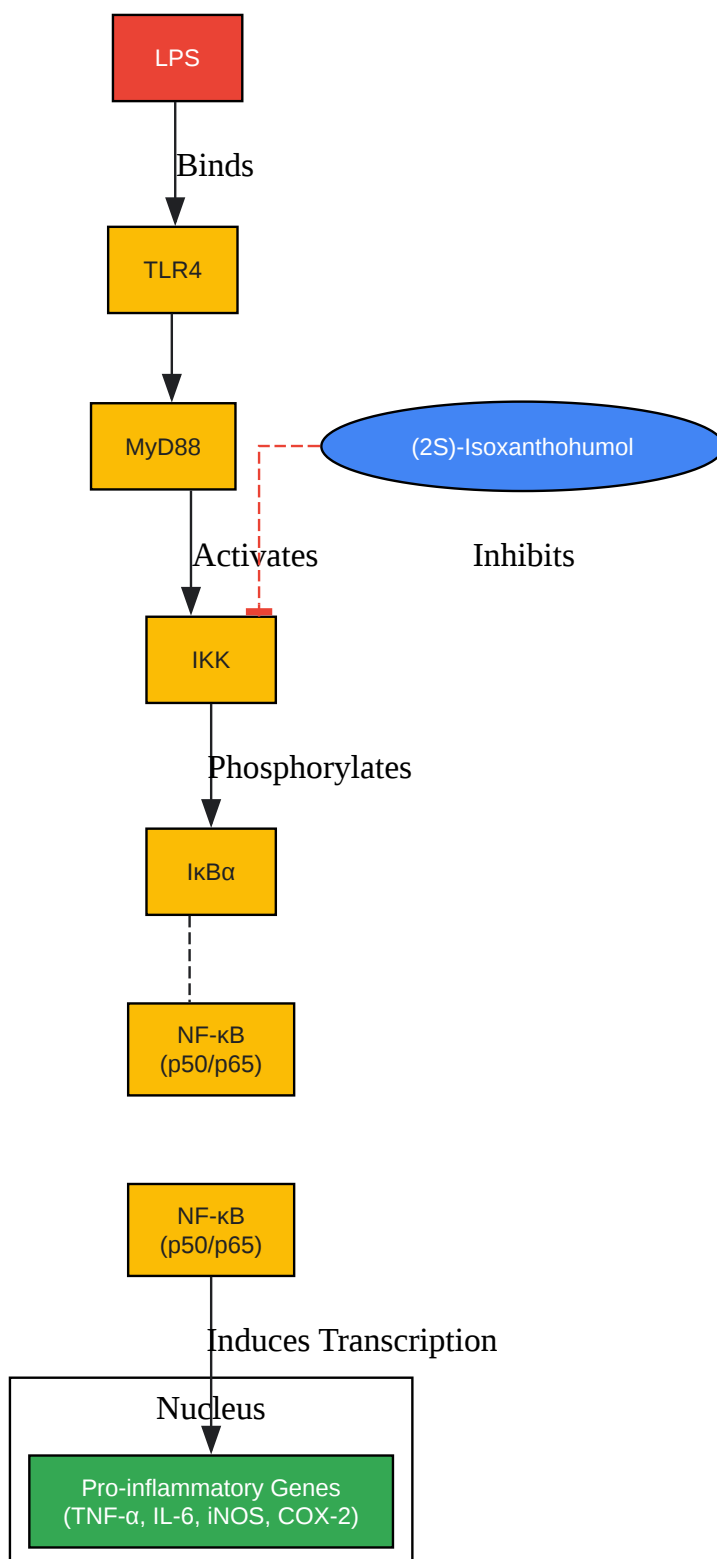 LPS
Binds
TLR4
MyD88
(2S)-Isoxanthohumol
Activates
Inhibits
IKK
Phosphorylates
IκBα
NF-κB
(p50/p65)
NF-κB
(p50/p65)
Induces Transcription
Nucleus
Pro-inflammatory Genes
(TNF-α, IL-6, iNOS, COX-2)